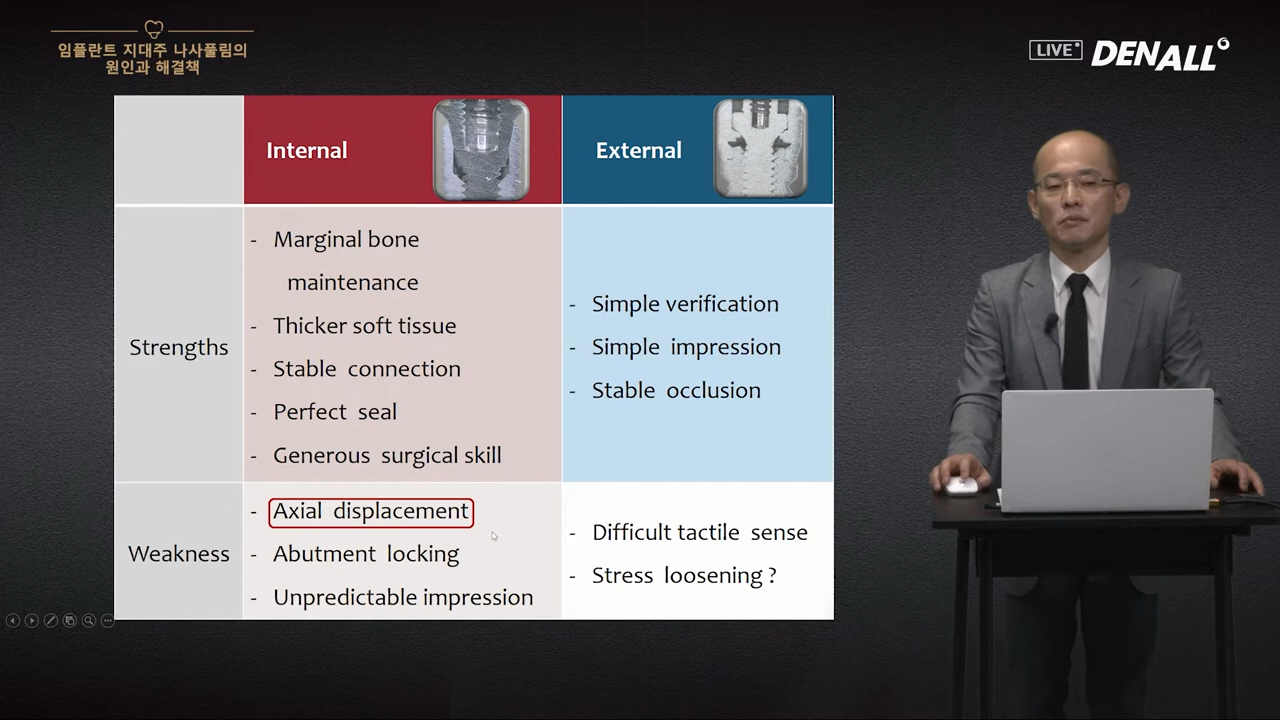 임플란트 지대주 나사풀림의
원인과 해결책
LIVE
DENALL
Internal
External
Strengths
- Marginal bone
maintenance
- Thicker soft tissue
- Stable connection
- Perfect seal
- Generous surgical skill
- Simple verification
- Simple impression
- Stable occlusion
Weakness
- Axial displacement
- Abutment locking
- Unpredictable impression
- Difficult tactile sense
- Stress loosening ?